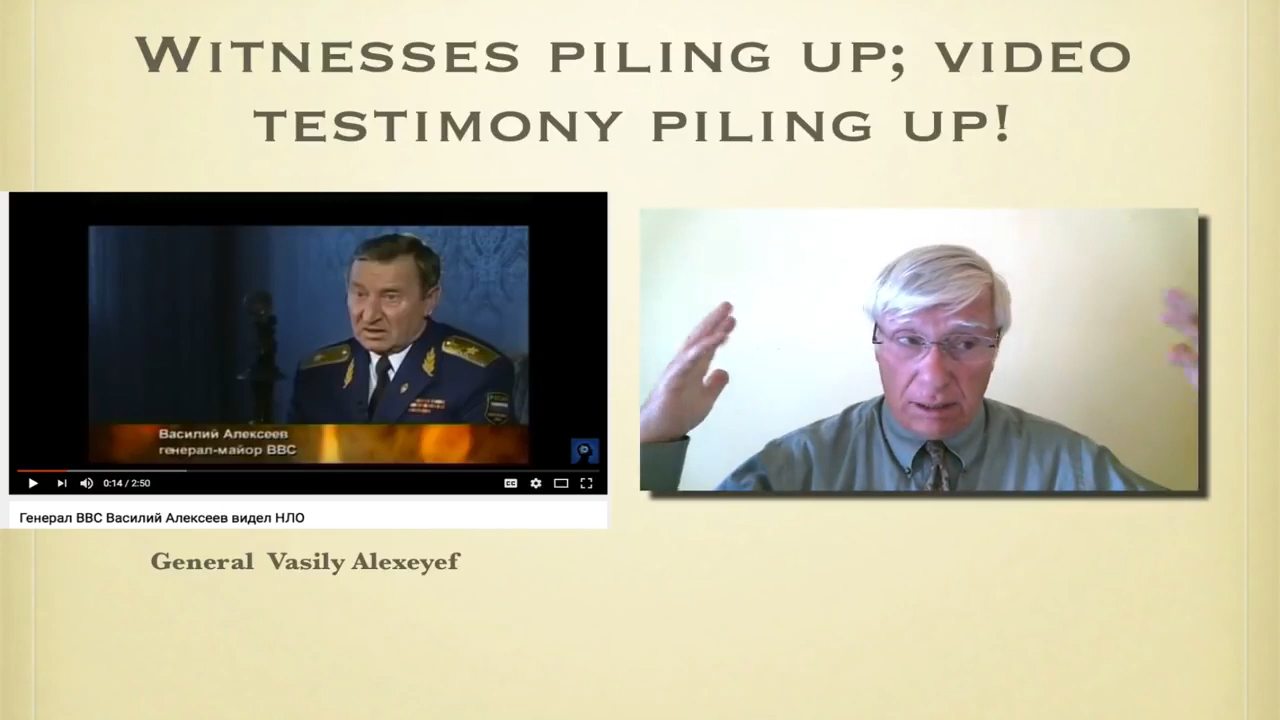 WITNESSES PILING UP; VIDEO
TESTIMONY PILING UP!
Василий Алексеев
генерал-майор ВВС
0:14 / 2:50
Генерал ВВС Василий Алексеев видел НЛО
General Vasily Alexeyef